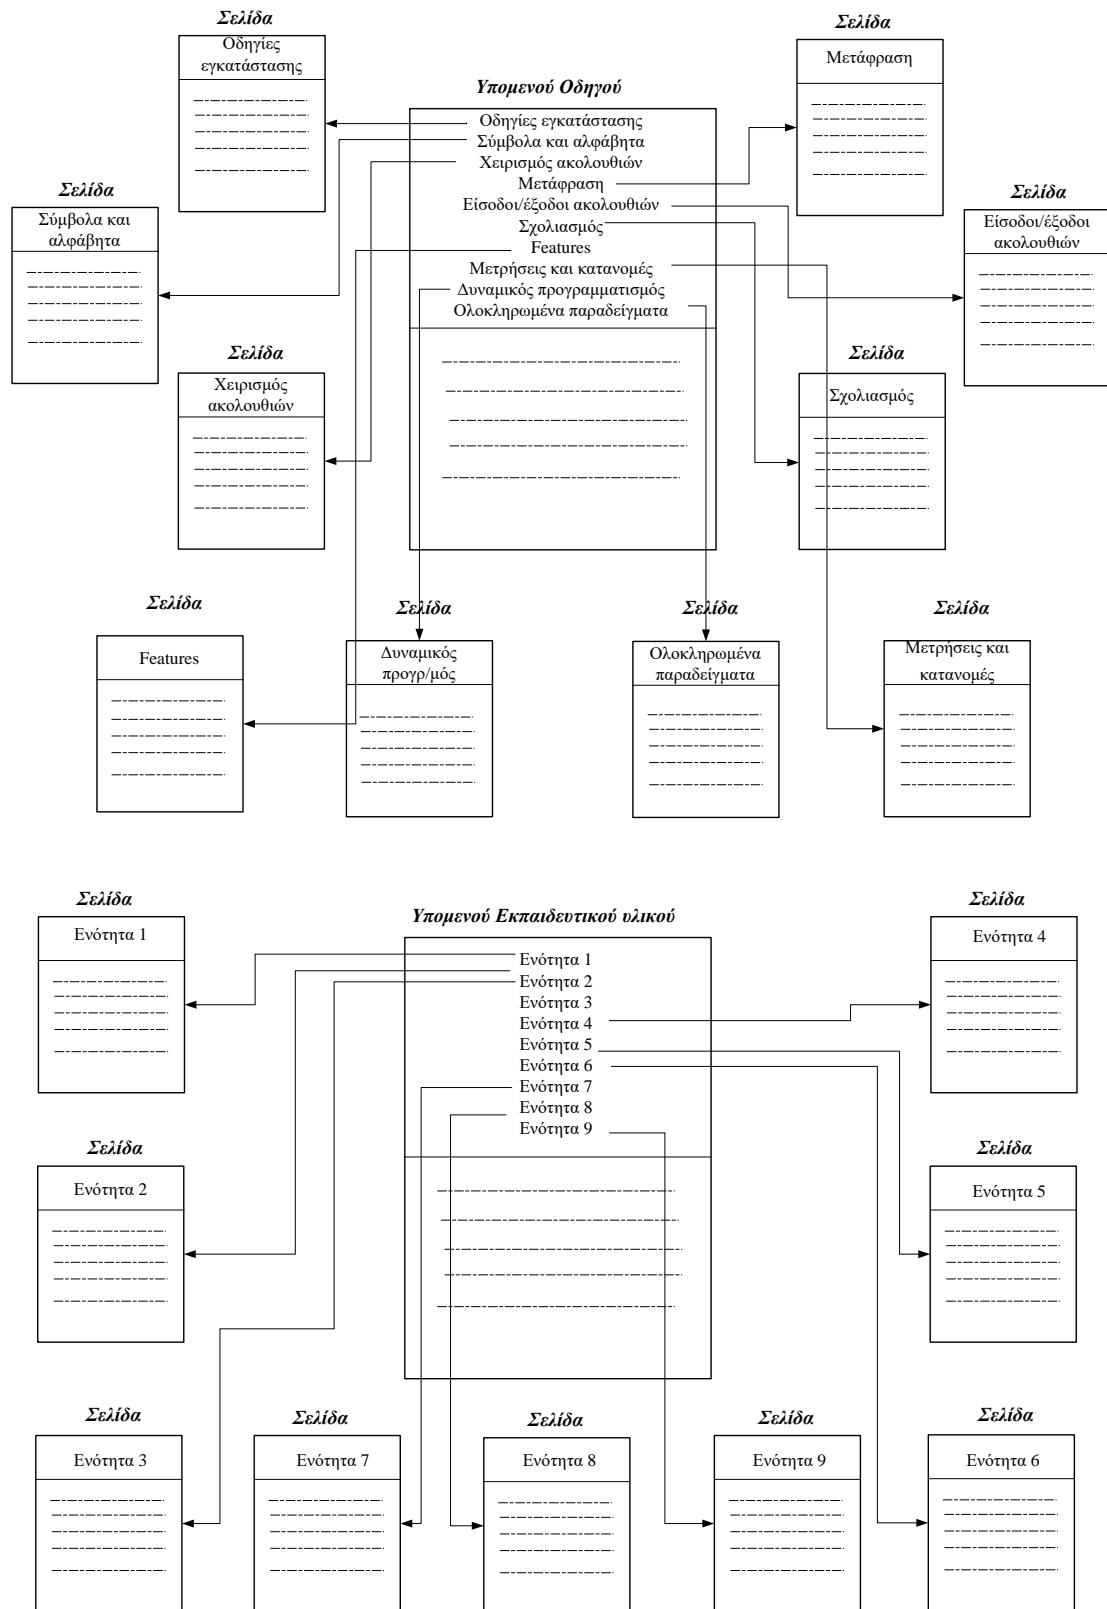 Σελίδα
Οδηγίες
εγκατάστασης
Σελίδα
Μετάφραση
Υπομενού Οδηγού
Οδηγίες εγκατάστασης
Σύμβολα και αλφάβητα
Χειρισμός ακολουθιών
Μετάφραση
Είσοδοι/έξοδοι ακολουθιών
Σχολιασμός
Features
Μετρήσεις και κατανομές
Δυναμικός προγραμματισμός
Ολοκληρωμένα παραδείγματα
Σελίδα
Σύμβολα και
αλφάβητα
Σελίδα
Είσοδοι/έξοδοι
ακολουθιών
Σελίδα
Χειρισμός
ακολουθιών
Σελίδα
Σχολιασμός
Σελίδα
Features
Σελίδα
Δυναμικός
προγρ/μός
Σελίδα
Ολοκληρωμένα
παραδείγματα
Σελίδα
Μετρήσεις και
κατανομές
Σελίδα
Ενότητα 1
Υπομενού Εκπαιδευτικού υλικού
Ενότητα 1
Ενότητα 2
Ενότητα 3
Ενότητα 4
Ενότητα 5
Ενότητα 6
Ενότητα 7
Ενότητα 8
Ενότητα 9
Σελίδα
Ενότητα 4
Σελίδα
Ενότητα 2
Σελίδα
Ενότητα 5
Σελίδα
Ενότητα 3
Σελίδα
Ενότητα 7
Σελίδα
Ενότητα 8
Σελίδα
Ενότητα 9
Σελίδα
Ενότητα 6